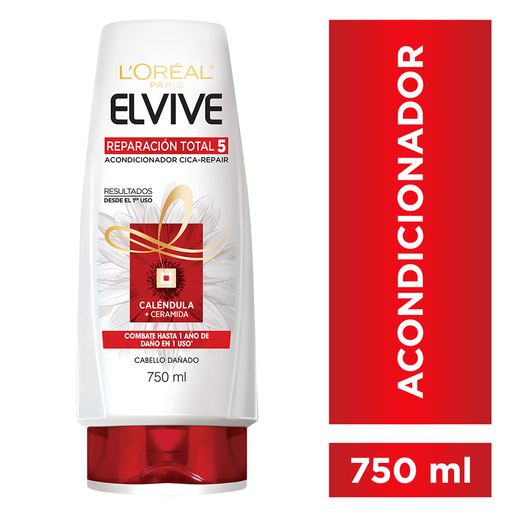 L'ORÉAL
PARIS
ELVIVE
REPARACIÓN TOTAL 5
ACONDICIONADOR CICA-REPAIR
RESULTADOS
DESDE EL 1ER USO
CALÉNDULA
+ CERAMIDA
COMBATE HASTA 1 AÑO DE
DAÑO EN 1 USO*
CABELLO DAÑADO
750 ml
ACONDICIONADOR
750 ml